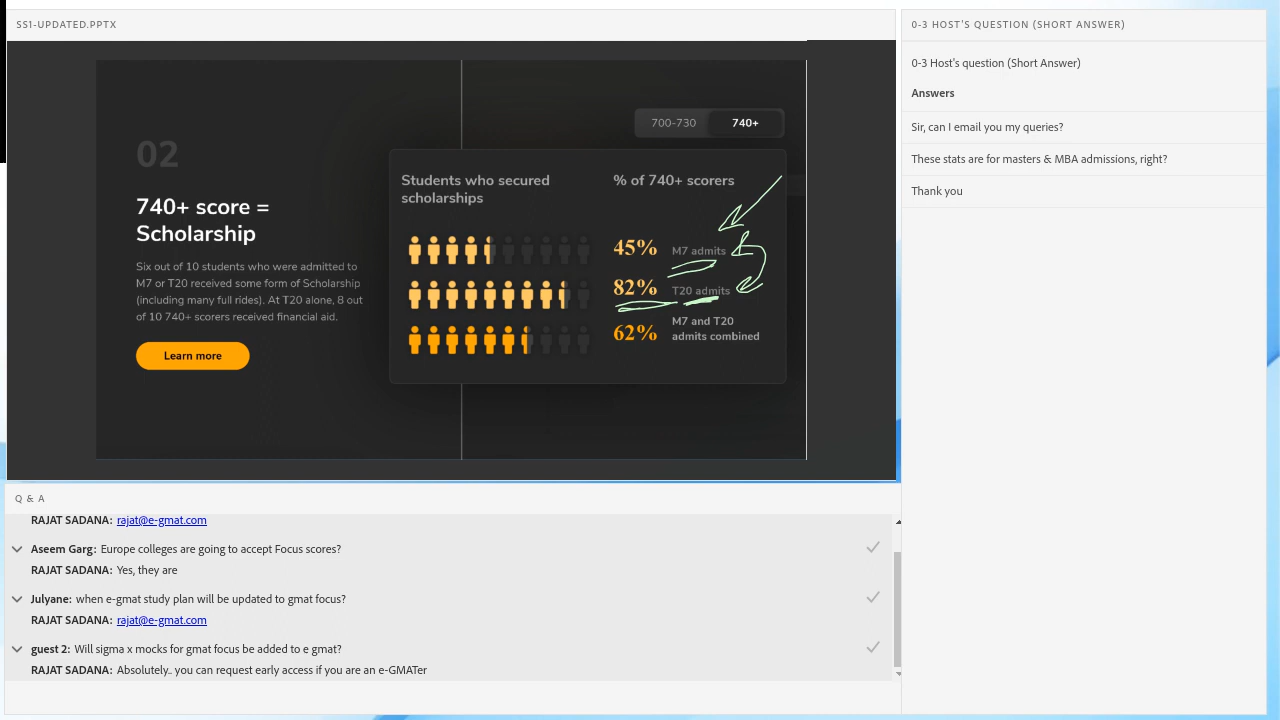 SS1-UPDATED.PPTX
02
740+ score =
Scholarship
Six out of 10 students who were admitted to
M7 or T20 received some form of Scholarship
(including many full rides). At T20 alone, 8 out
of 10 740+ scorers received financial aid.
Learn more
700-730 740+
Students who secured
scholarships
% of 740+ scorers
45% M7 admits
82% T20 admits
62% M7 and T20
admits combined
Q & A
RAJAT SADANA: rajat@e-gmat.com
Aseem Garg: Europe colleges are going to accept Focus scores?
RAJAT SADANA: Yes, they are
Julyane: when e-gmat study plan will be updated to gmat focus?
RAJAT SADANA: rajat@e-gmat.com
guest 2: Will sigma x mocks for gmat focus be added to e gmat?
RAJAT SADANA: Absolutely.. you can request early access if you are an e-GMATer
0-3 HOST'S QUESTION (SHORT ANSWER)
0-3 Host's question (Short Answer)
Answers
Sir, can I email you my queries?
These stats are for masters & MBA admissions, right?
Thank you